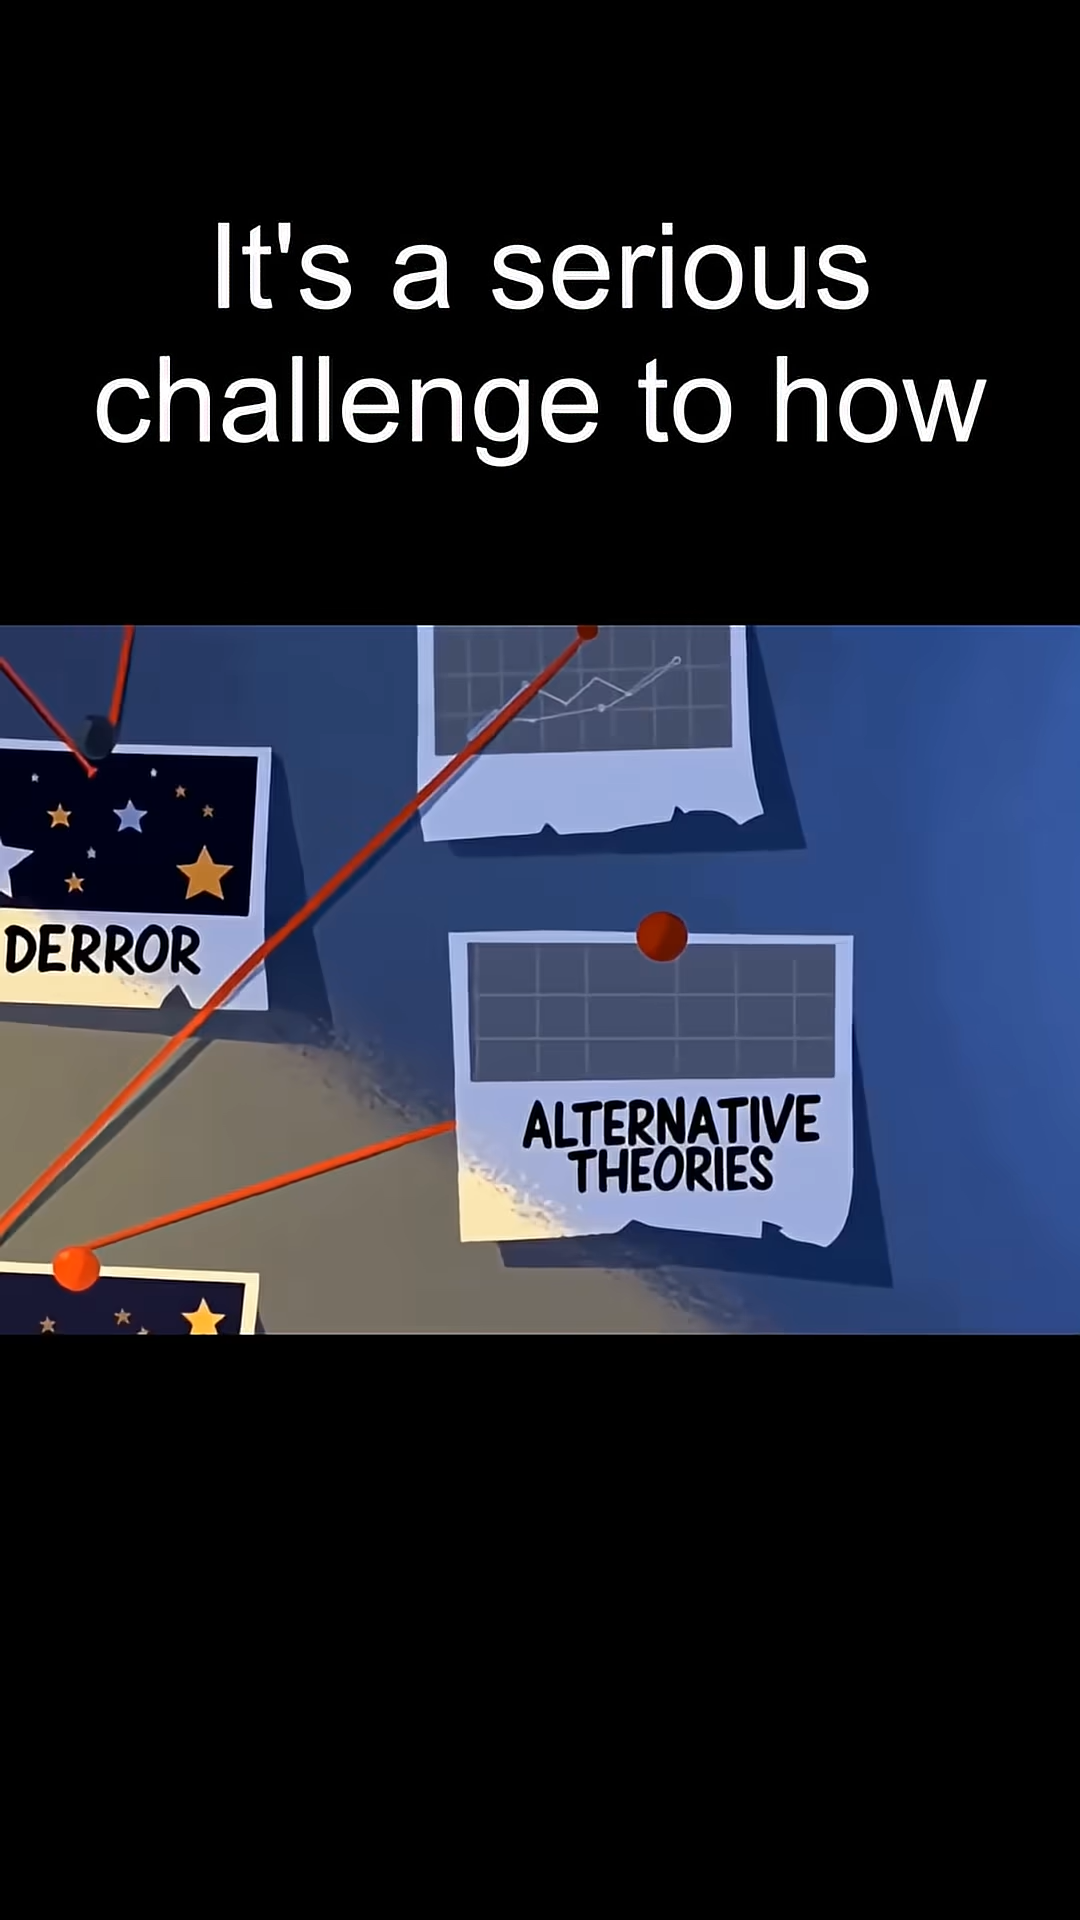 It's a serious
challenge to how
DERROR
ALTERNATIVE
THEORIES